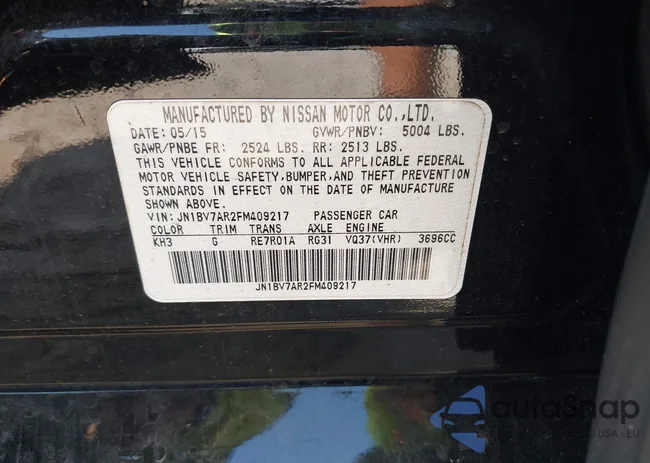 MANUFACTURED BY NISSAN MOTOR CO.,LTD.
DATE: 05/15 GVWR/PNBV: 5004 LBS.
GAWR/PNBE FR: 2524 LBS. RR: 2513 LBS.
THIS VEHICLE CONFORMS TO ALL APPLICABLE FEDERAL
MOTOR VEHICLE SAFETY,BUMPER,AND THEFT PREVENTION
STANDARDS IN EFFECT ON THE DATE OF MANUFACTURE
SHOWN ABOVE.
VIN: JN1BV7AR2FM409217 PASSENGER CAR
COLOR TRIM TRANS AXLE ENGINE
KH3 G RE7R01A RG31 VQ37(VHR) 3696CC
JN1BV7AR2FM409217
autoSnap
USA | EU